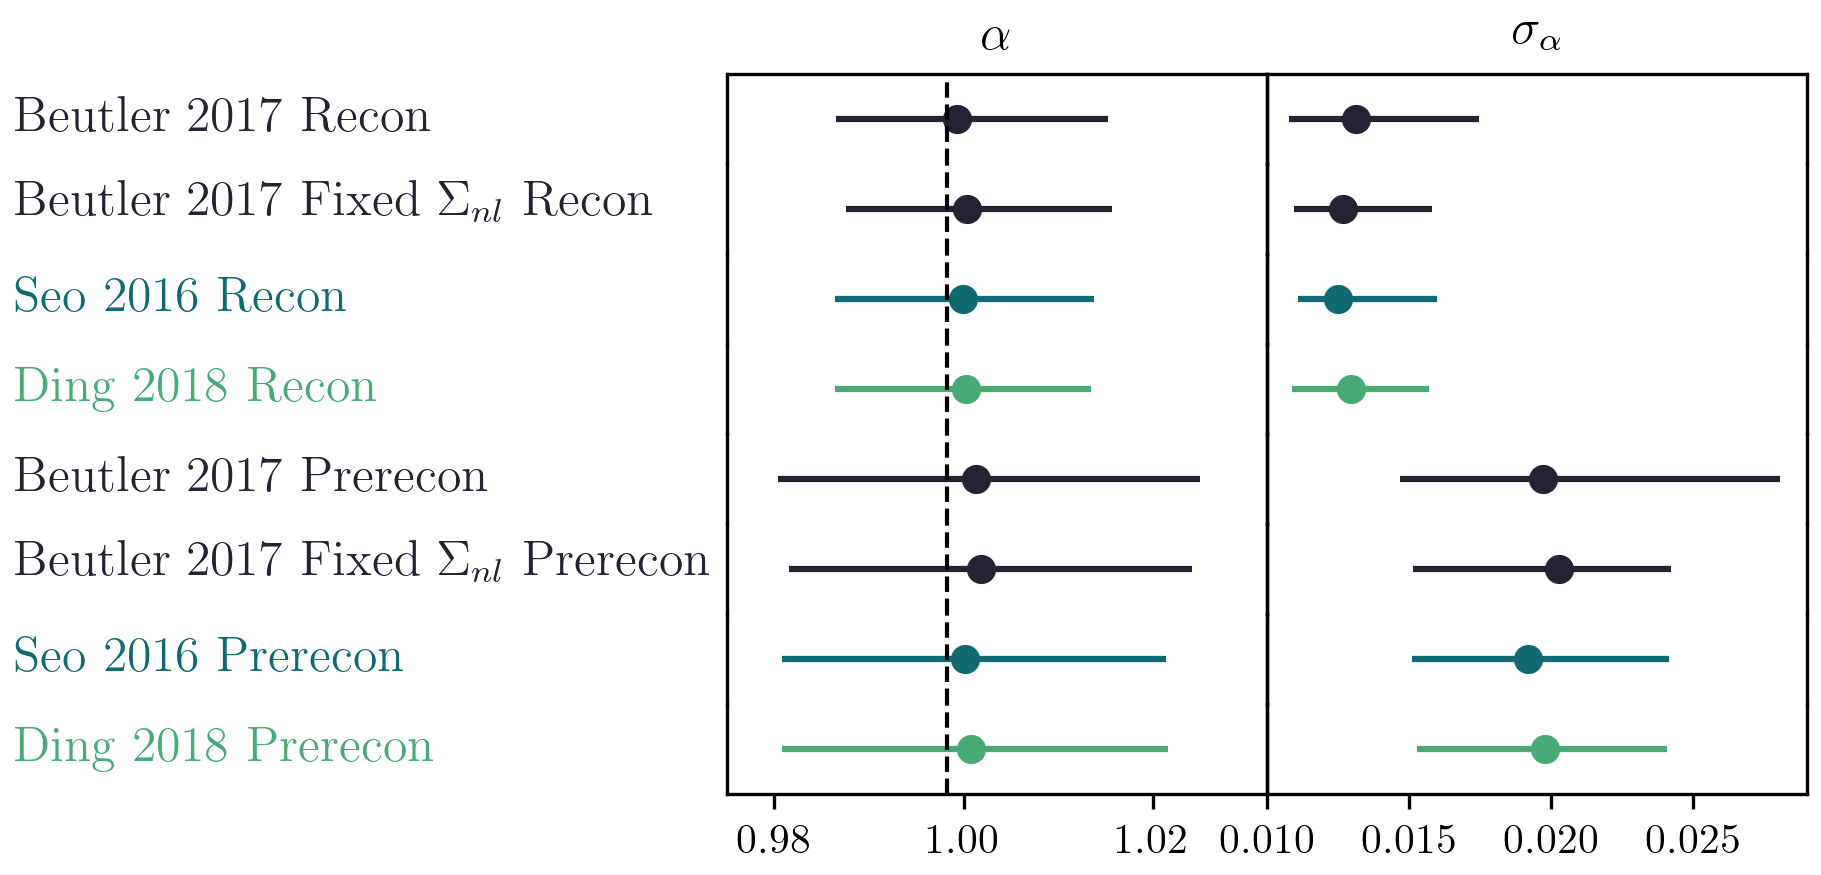 α σ_α
Beutler 2017 Recon
Beutler 2017 Fixed Σ_nl Recon
Seo 2016 Recon
Ding 2018 Recon
Beutler 2017 Prerecon
Beutler 2017 Fixed Σ_nl Prerecon
Seo 2016 Prerecon
Ding 2018 Prerecon
0.98 1.00 1.02 0.010 0.015 0.020 0.025